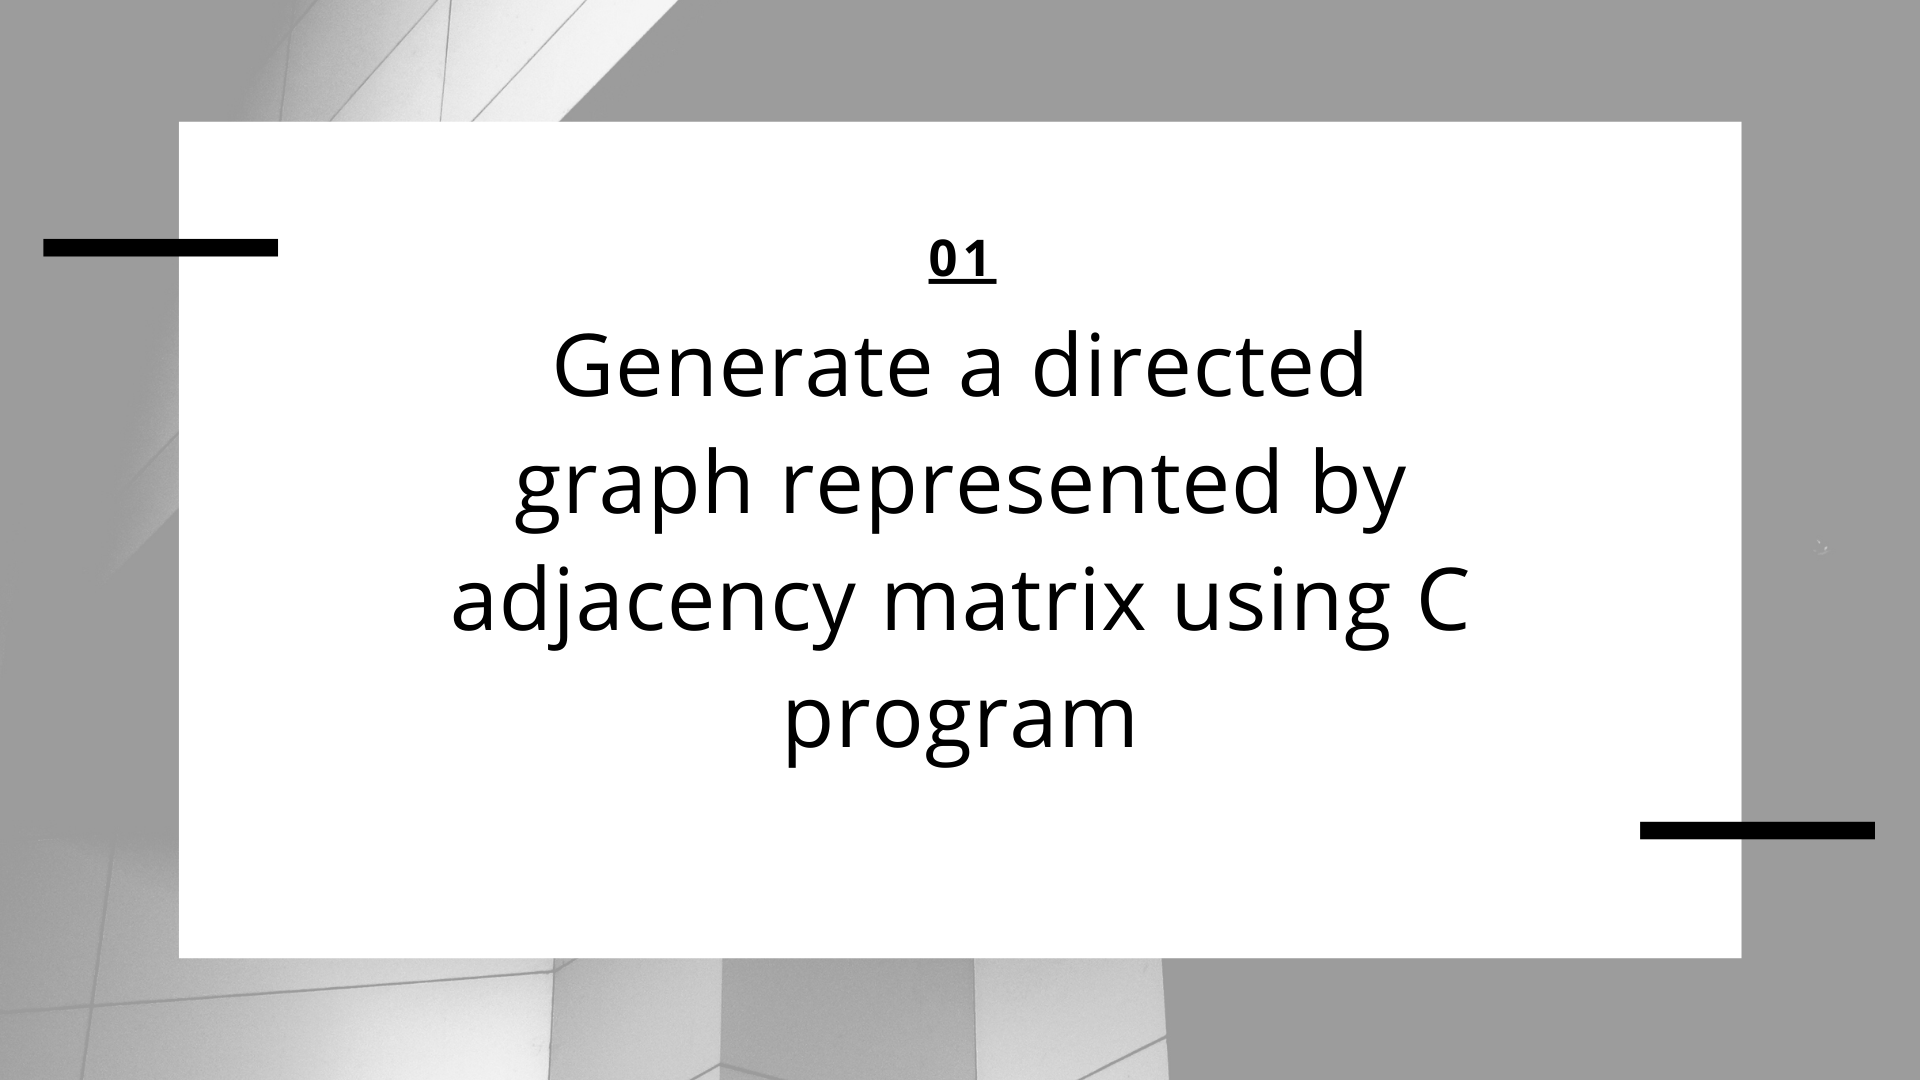 01
Generate a directed
graph represented by
adjacency matrix using C
program